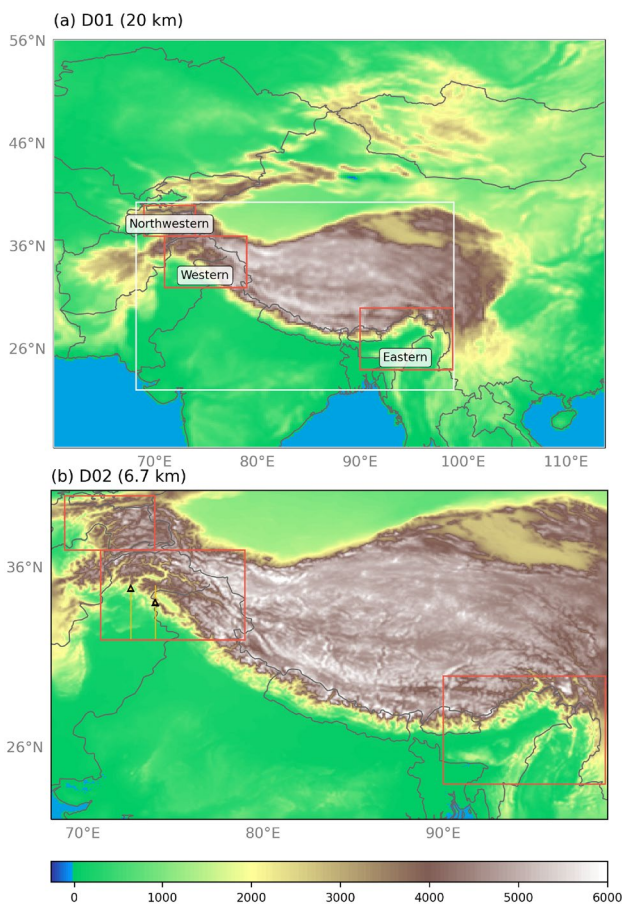 (a) D01 (20 km)
56°N
46°N
36°N
26°N
Northwestern
Western
Eastern
70°E 80°E 90°E 100°E 110°E
(b) D02 (6.7 km)
36°N
26°N
70°E 80°E 90°E
0 1000 2000 3000 4000 5000 6000